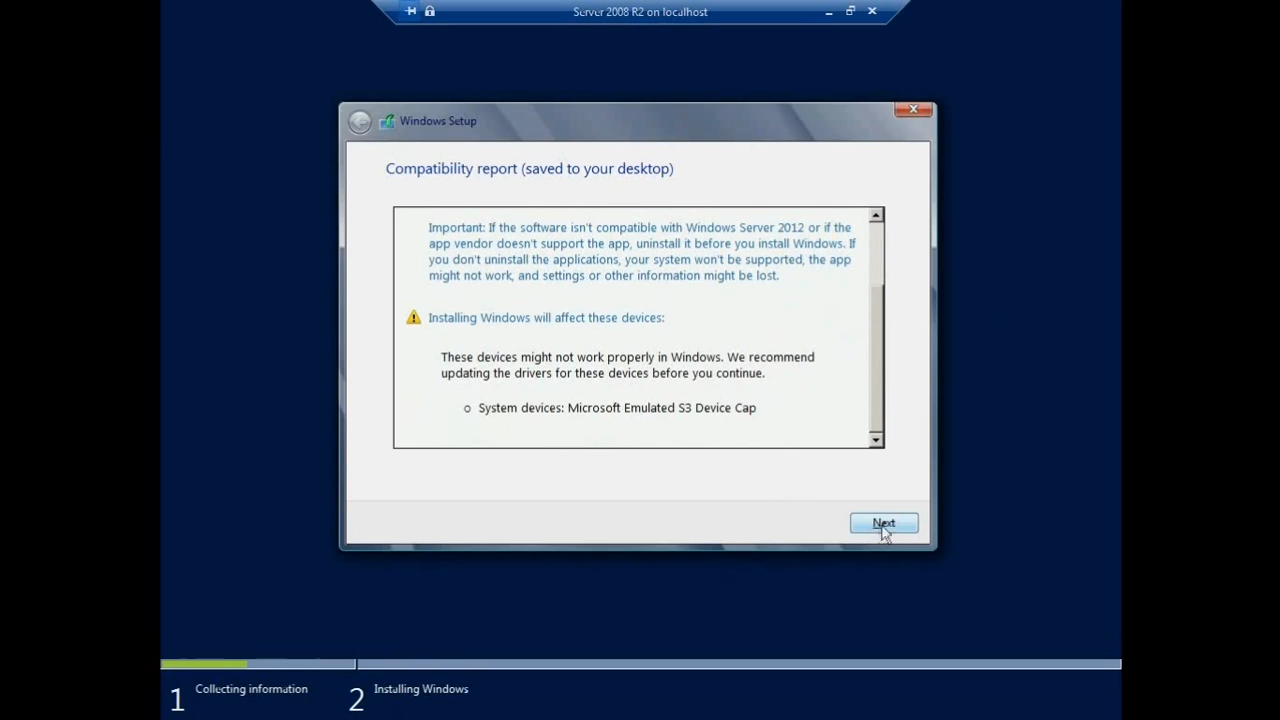 Server 2008 R2 on localhost
Windows Setup
Compatibility report (saved to your desktop)
Important: If the software isn't compatible with Windows Server 2012 or if the
app vendor doesn't support the app, uninstall it before you install Windows. If
you don't uninstall the applications, your system won't be supported, the app
might not work, and settings or other information might be lost.
Installing Windows will affect these devices:
These devices might not work properly in Windows. We recommend
updating the drivers for these devices before you continue.
System devices: Microsoft Emulated S3 Device Cap
Next
1 Collecting information
2 Installing Windows